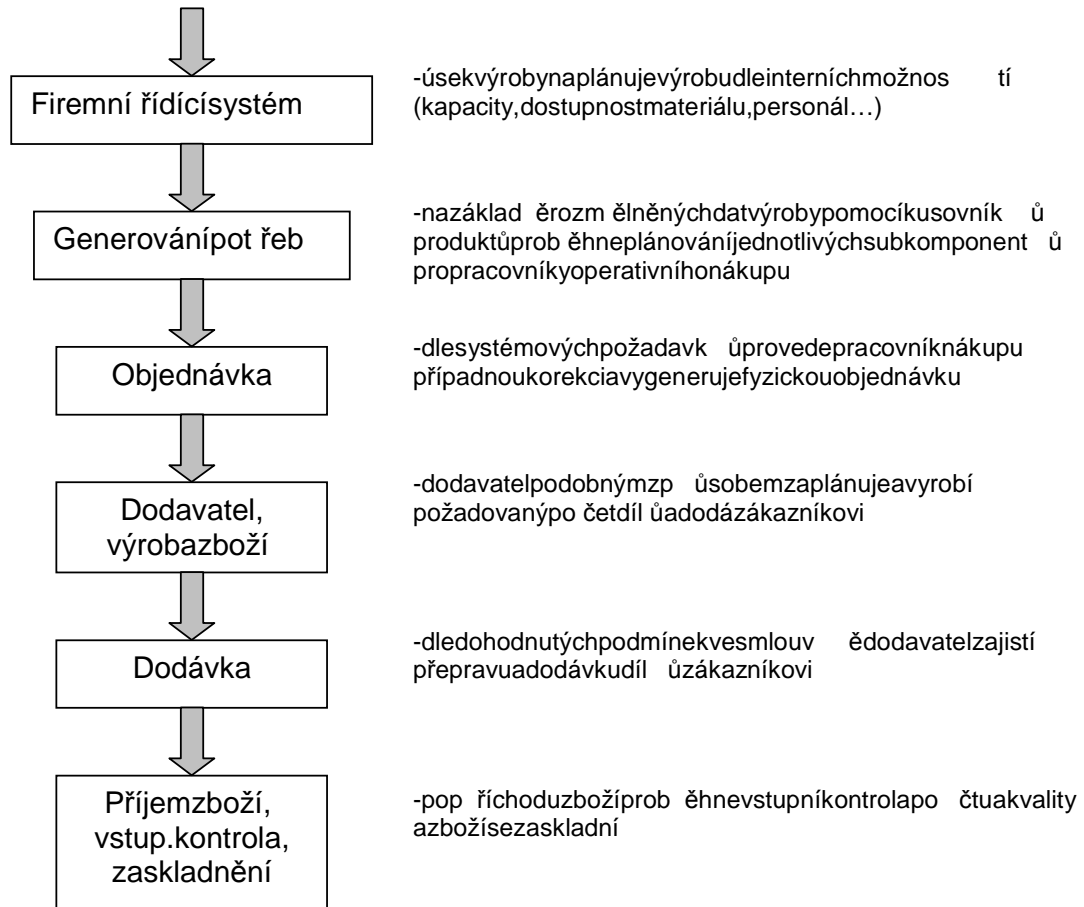 Firemní řídícísystém
-úsekvýrobynaplánujevýrobudleinterníchmožnos tí
(kapacity,dostupnostmateriálu,personál…)
Generovánípot řeb
-nazáklad ěrozm ělněnýchdatvýrobypomocíkusovník ů
produktůprob ěhneplánováníjednotlivýchsubkomponent ů
propracovníkyoperativníhonákupu
Objednávka
-dlesystémovýchpožadavk ůprovedepracovníknákupu
případnoukorekciavygenerujefyzickouobjednávku
Dodavatel,
výrobazboží
-dodavatelpodobnýmzp ůsobemzaplánujeavyrobí
požadovanýpo četdíl ůadodázákazníkovi
Dodávka
-dledohodnutýchpodmínekvesmlouv ědodavatelzajistí
přepravuadodávkudíl ůzákazníkovi
Příjemzboží,
vstup.kontrola,
zaskladnění
-pop říchoduzbožíprob ěhnevstupníkontrolapo čtuakvality
azbožísezaskladní